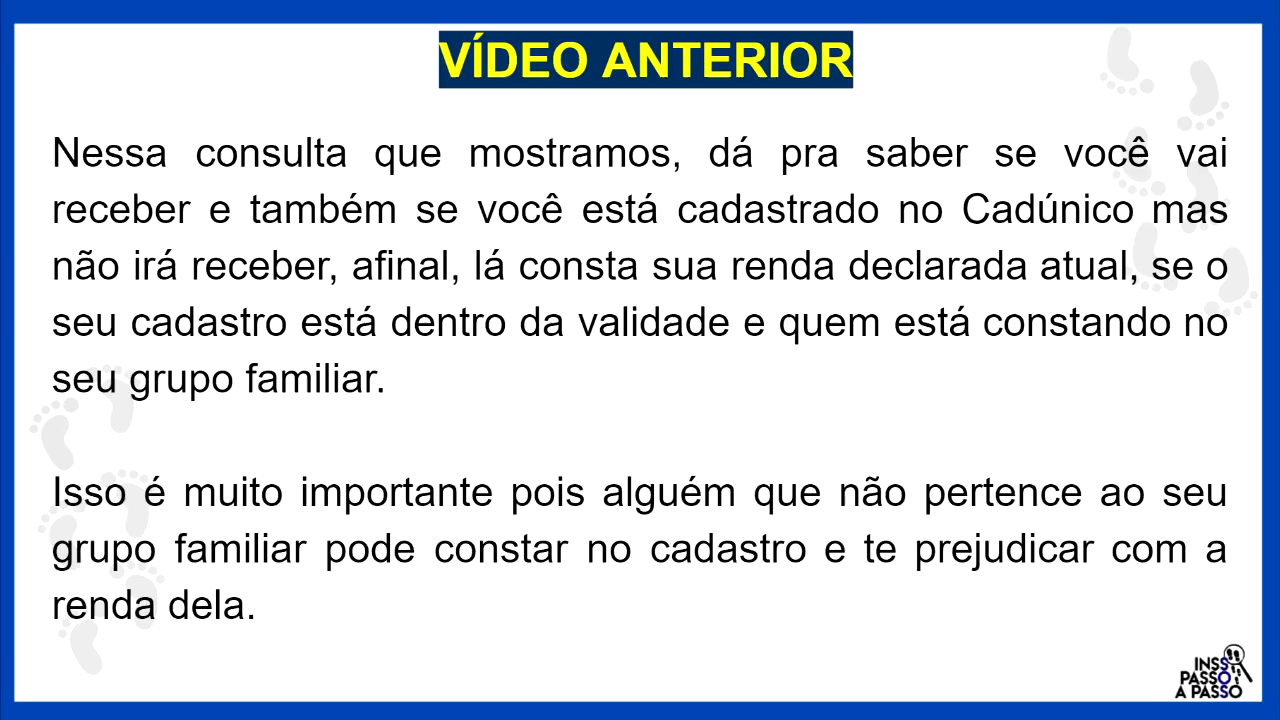 VÍDEO ANTERIOR
Nessa consulta que mostramos, dá pra saber se você vai
receber e também se você está cadastrado no Cadúnico mas
não irá receber, afinal, lá consta sua renda declarada atual, se o
seu cadastro está dentro da validade e quem está constando no
seu grupo familiar.
Isso é muito importante pois alguém que não pertence ao seu
grupo familiar pode constar no cadastro e te prejudicar com a
renda dela.
INSS
PASSO
A PASSO